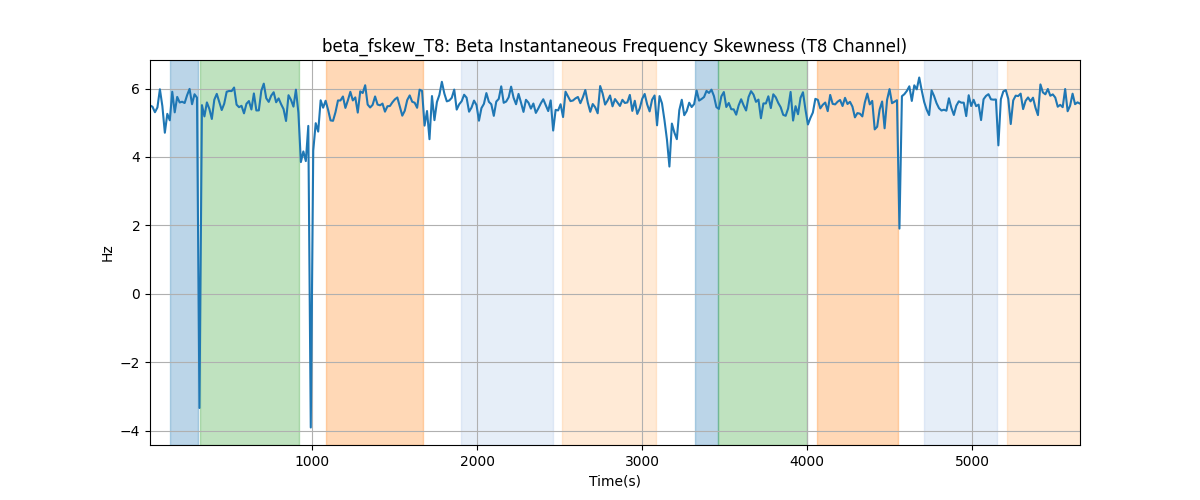 beta_fskew_T8: Beta Instantaneous Frequency Skewness (T8 Channel)
6
4
2
0
−2
−4
Hz
1000 2000 3000 4000 5000
Time(s)